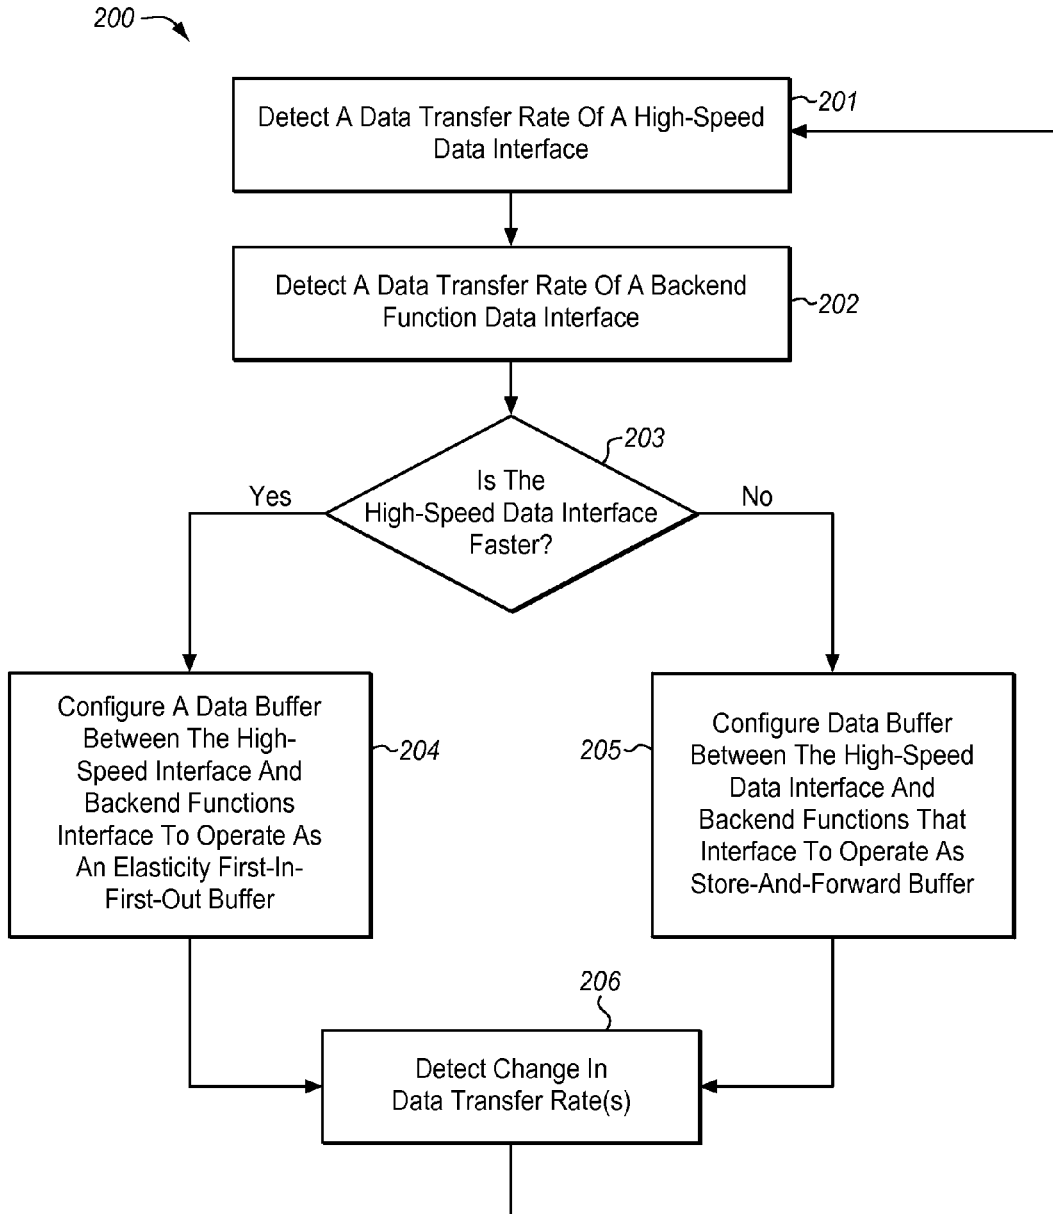 200
Detect A Data Transfer Rate Of A High-Speed
Data Interface
201
Detect A Data Transfer Rate Of A Backend
Function Data Interface
202
203
Is The
High-Speed Data Interface
Faster?
Yes
No
Configure A Data Buffer
Between The High-
Speed Interface And
Backend Functions
Interface To Operate As
An Elasticity First-In-
First-Out Buffer
204
205
Configure Data Buffer
Between The High-Speed
Data Interface And
Backend Functions That
Interface To Operate As
Store-And-Forward Buffer
206
Detect Change In
Data Transfer Rate(s)